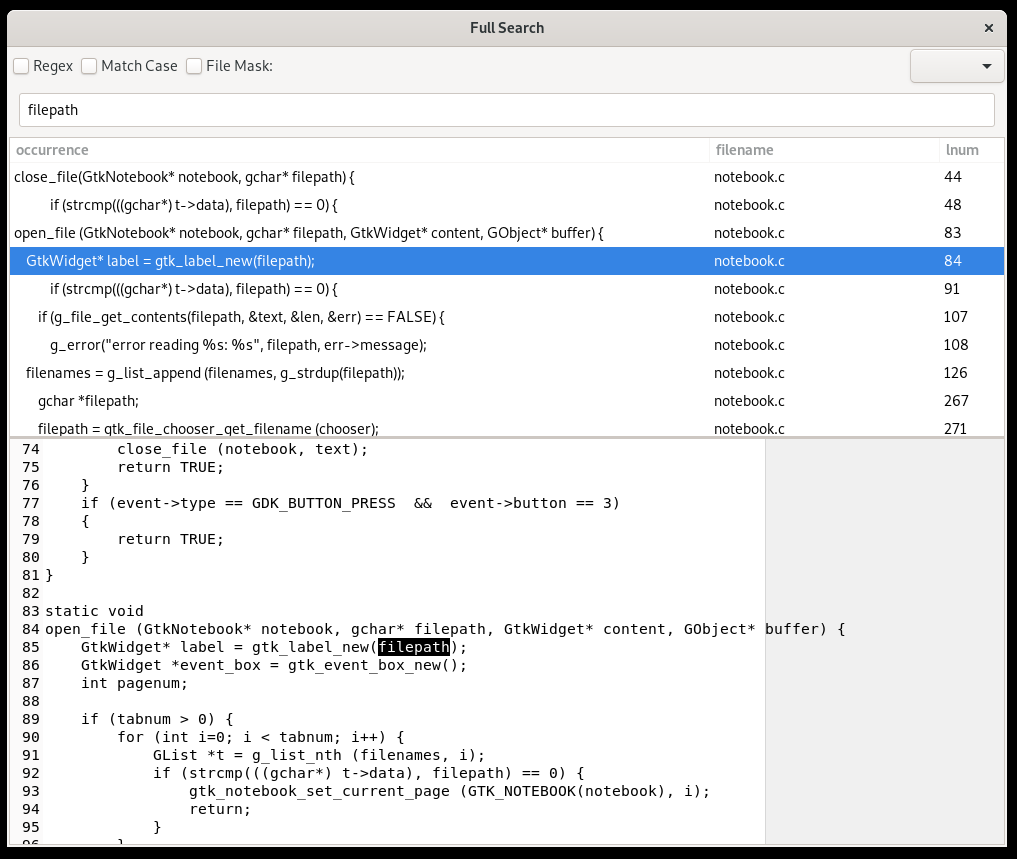 Full Search ×
Regex Match Case File Mask:
filepath
occurrence filename lnum
close_file(GtkNotebook* notebook, gchar* filepath) { notebook.c 44
if (strcmp(((gchar*) t->data), filepath) == 0) { notebook.c 48
open_file (GtkNotebook* notebook, gchar* filepath, GtkWidget* content, GObject* buffer) { notebook.c 83
GtkWidget* label = gtk_label_new(filepath); notebook.c 84
if (strcmp(((gchar*) t->data), filepath) == 0) { notebook.c 91
if (g_file_get_contents(filepath, &text, &len, &err) == FALSE) { notebook.c 107
g_error("error reading %s: %s", filepath, err->message); notebook.c 108
filenames = g_list_append (filenames, g_strdup(filepath)); notebook.c 126
gchar *filepath; notebook.c 267
filepath = gtk_file_chooser_get_filename (chooser); notebook.c 271
74 close_file (notebook, text);
75 return TRUE;
76 }
77 if (event->type == GDK_BUTTON_PRESS && event->button == 3)
78 {
79 return TRUE;
80 }
81 }
82
83 static void
84 open_file (GtkNotebook* notebook, gchar* filepath, GtkWidget* content, GObject* buffer) {
85 GtkWidget* label = gtk_label_new(filepath);
86 GtkWidget *event_box = gtk_event_box_new();
87 int pagenum;
88
89 if (tabnum > 0) {
90 for (int i=0; i < tabnum; i++) {
91 GList *t = g_list_nth (filenames, i);
92 if (strcmp(((gchar*) t->data), filepath) == 0) {
93 gtk_notebook_set_current_page (GTK_NOTEBOOK(notebook), i);
94 return;
95 }
96 }